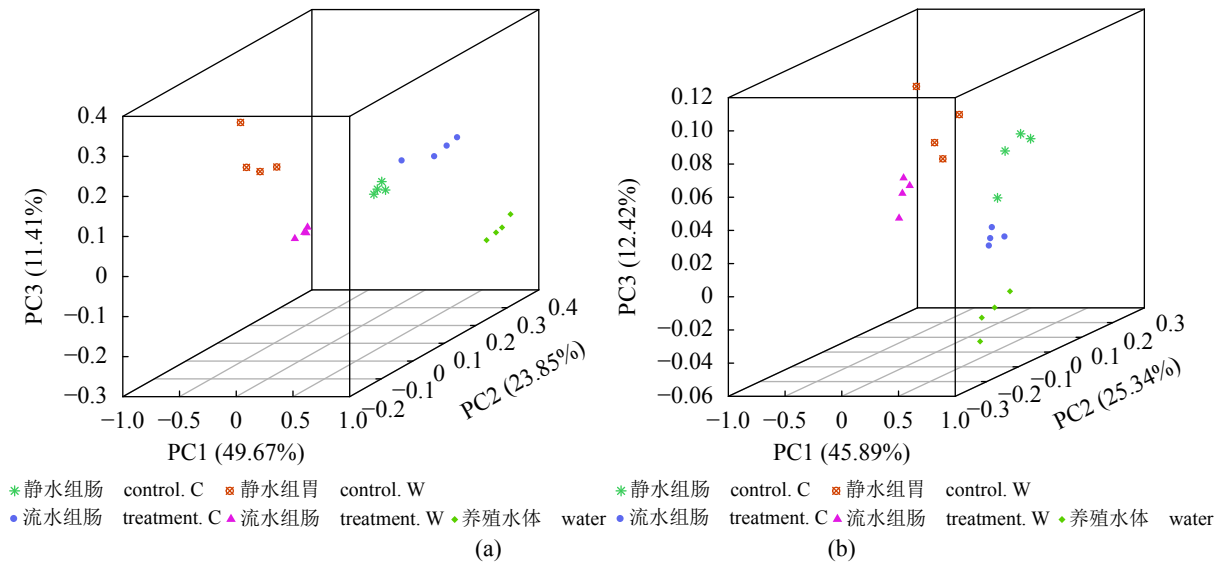 0.4
0.3
0.2
0.1
0
−0.1
−0.2
−0.3
PC3 (11.41%)
−1.0 −0.5 0 0.5 1.0
PC1 (49.67%)
−0.2 −0.1 0 0.1 0.2 0.3 0.4
PC2 (23.85%)
0.12
0.10
0.08
0.06
0.04
0.02
0
−0.02
−0.04
−0.06
PC3 (12.42%)
−1.0 −0.5 0 0.5 1.0
PC1 (45.89%)
−0.3 −0.2 −0.1 0 0.1 0.2 0.3
PC2 (25.34%)
静水组肠 control. C 静水组胃 control. W
流水组肠 treatment. C 流水组肠 treatment. W 养殖水体 water
(a)
静水组肠 control. C 静水组胃 control. W
流水组肠 treatment. C 流水组肠 treatment. W 养殖水体 water
(b)